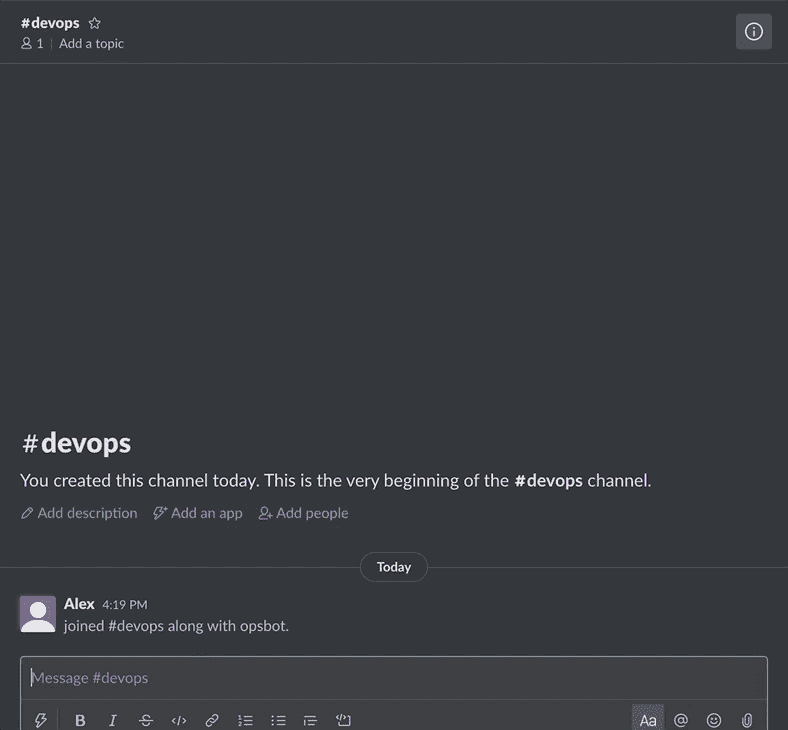 #devops
1 | Add a topic
#devops
You created this channel today. This is the very beginning of the #devops channel.
Add description Add an app Add people
Today
Alex 4:19 PM
joined #devops along with opsbot.
Message #devops
B I S </> Aa @